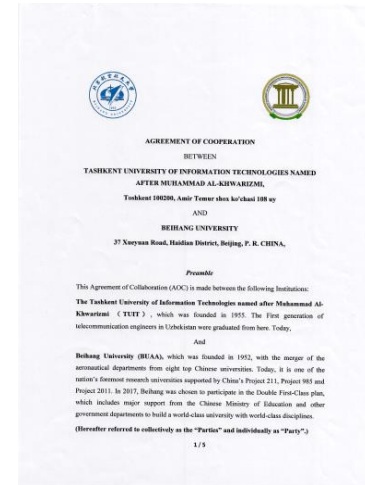 AGREEMENT OF COOPERATION
BETWEEN
TASHKENT UNIVERSITY OF INFORMATION TECHNOLOGIES NAMED
AFTER MUHAMMAD AL-KHWARIZMI,
Toshkent 100200, Amir Temur shox ko'chasi 108 uy
AND
BEIHANG UNIVERSITY
37 Xueyuan Road, Haidian District, Beijing, P. R. CHINA,
Preamble
This Agreement of Collaboration (AOC) is made between the following Institutions:
The Tashkent University of Information Technologies named after Muhammad Al-
Khwarizmi （TUIT）, which was founded in 1955. The First generation of
telecommunication engineers in Uzbekistan were graduated from here. Today,
And
Beihang University (BUAA), which was founded in 1952, with the merger of the
aeronautical departments from eight top Chinese universities. Today, it is one of the
nation's foremost research universities supported by China's Project 211, Project 985 and
Project 2011. In 2017, Beihang was chosen to participate in the Double First-Class plan,
which includes major support from the Chinese Ministry of Education and other
government departments to build a world-class university with world-class disciplines.
(Hereafter referred to collectively as the "Parties" and individually as "Party".)
1 / 5